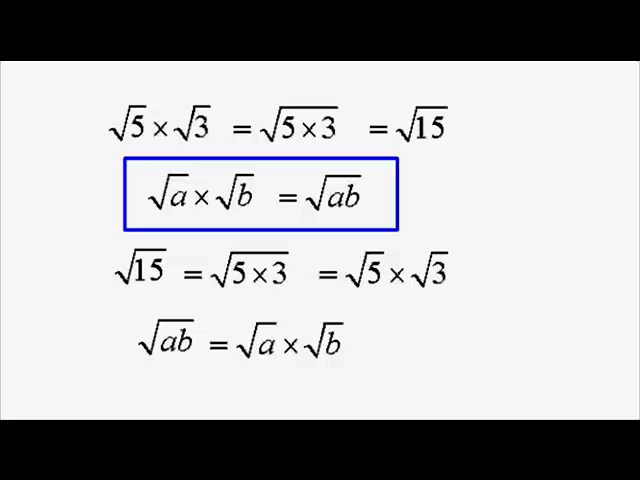 √5 × √3 = √(5 × 3) = √15
√a × √b = √ab
√15 = √(5 × 3) = √5 × √3
√ab = √a × √b